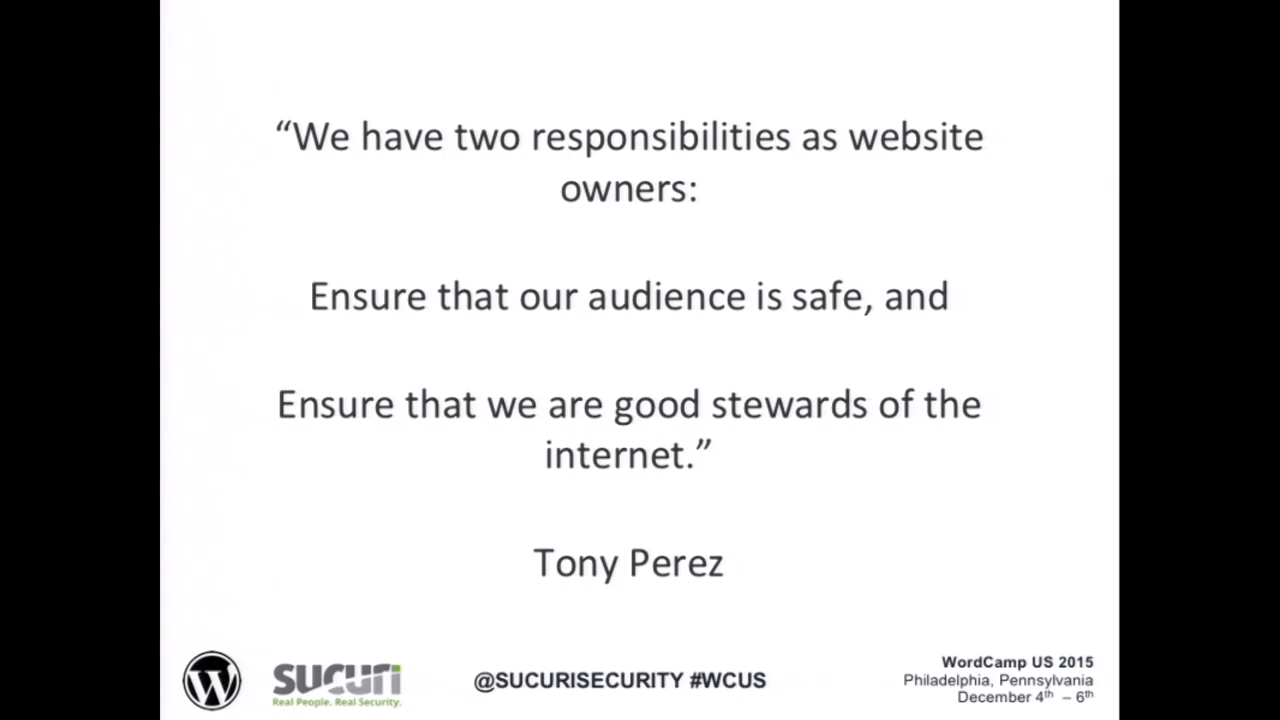 “We have two responsibilities as website
owners:
Ensure that our audience is safe, and
Ensure that we are good stewards of the
internet.”
Tony Perez
W
sucuri
Real People. Real Security.
@SUCURISECURITY #WCUS
WordCamp US 2015
Philadelphia, Pennsylvania
December 4th – 6th